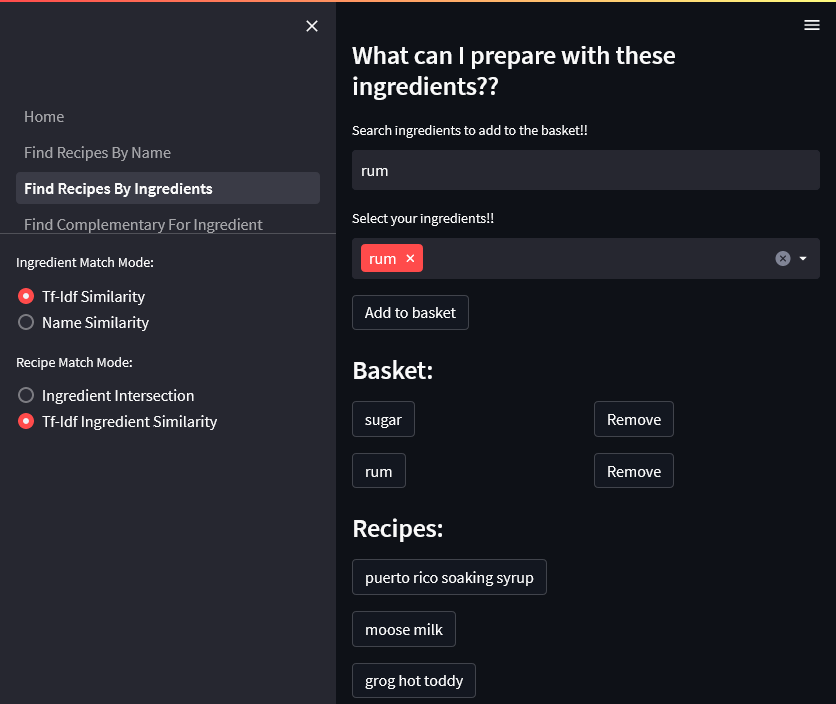 Home
Find Recipes By Name
Find Recipes By Ingredients
Find Complementary For Ingredient
Ingredient Match Mode:
Tf-Idf Similarity
Name Similarity
Recipe Match Mode:
Ingredient Intersection
Tf-Idf Ingredient Similarity
What can I prepare with these
ingredients??
Search ingredients to add to the basket!!
rum
Select your ingredients!!
rum
Add to basket
Basket:
sugar Remove
rum Remove
Recipes:
puerto rico soaking syrup
moose milk
grog hot toddy